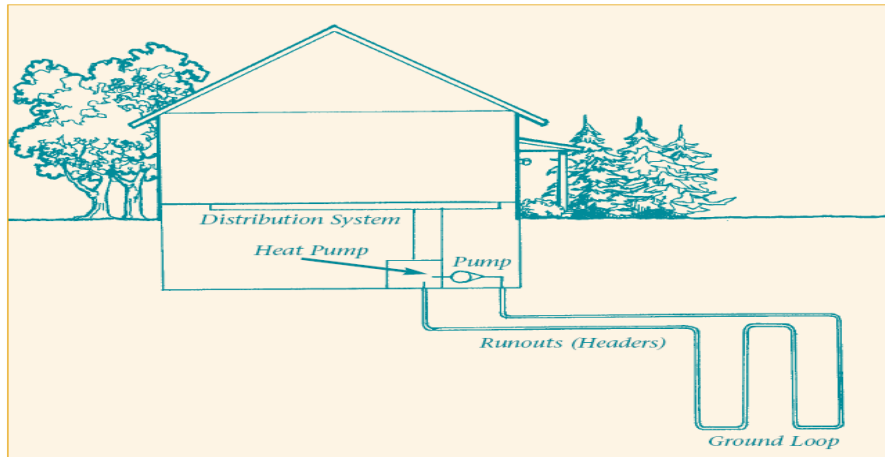 Distribution System
Heat Pump
Pump
Runouts (Headers)
Ground Loop